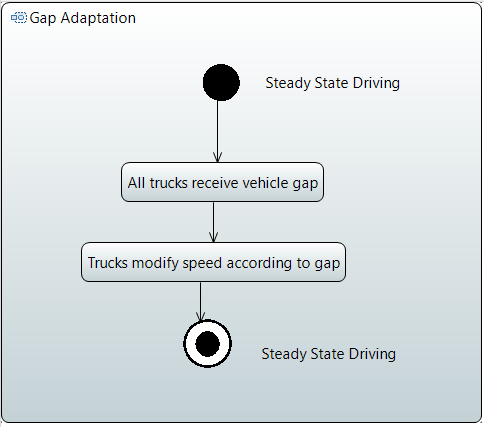 Gap Adaptation
Steady State Driving
All trucks receive vehicle gap
Trucks modify speed according to gap
Steady State Driving